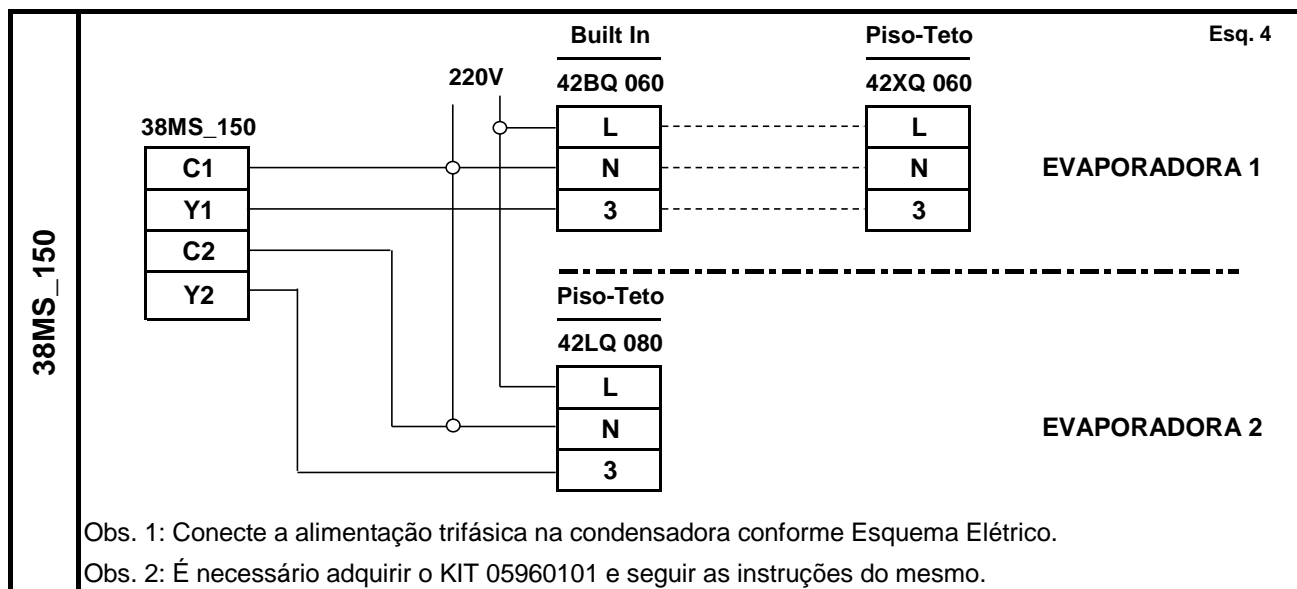 Built In
Piso-Teto
Esq. 4
220V
42BQ 060
42XQ 060
38MS_150
L
L
C1
N
N
EVAPORADORA 1
Y1
3
3
C2
Y2
38MS_150
Piso-Teto
42LQ 080
L
N
EVAPORADORA 2
3
Obs. 1: Conecte a alimentação trifásica na condensadora conforme Esquema Elétrico.
Obs. 2: É necessário adquirir o KIT 05960101 e seguir as instruções do mesmo.